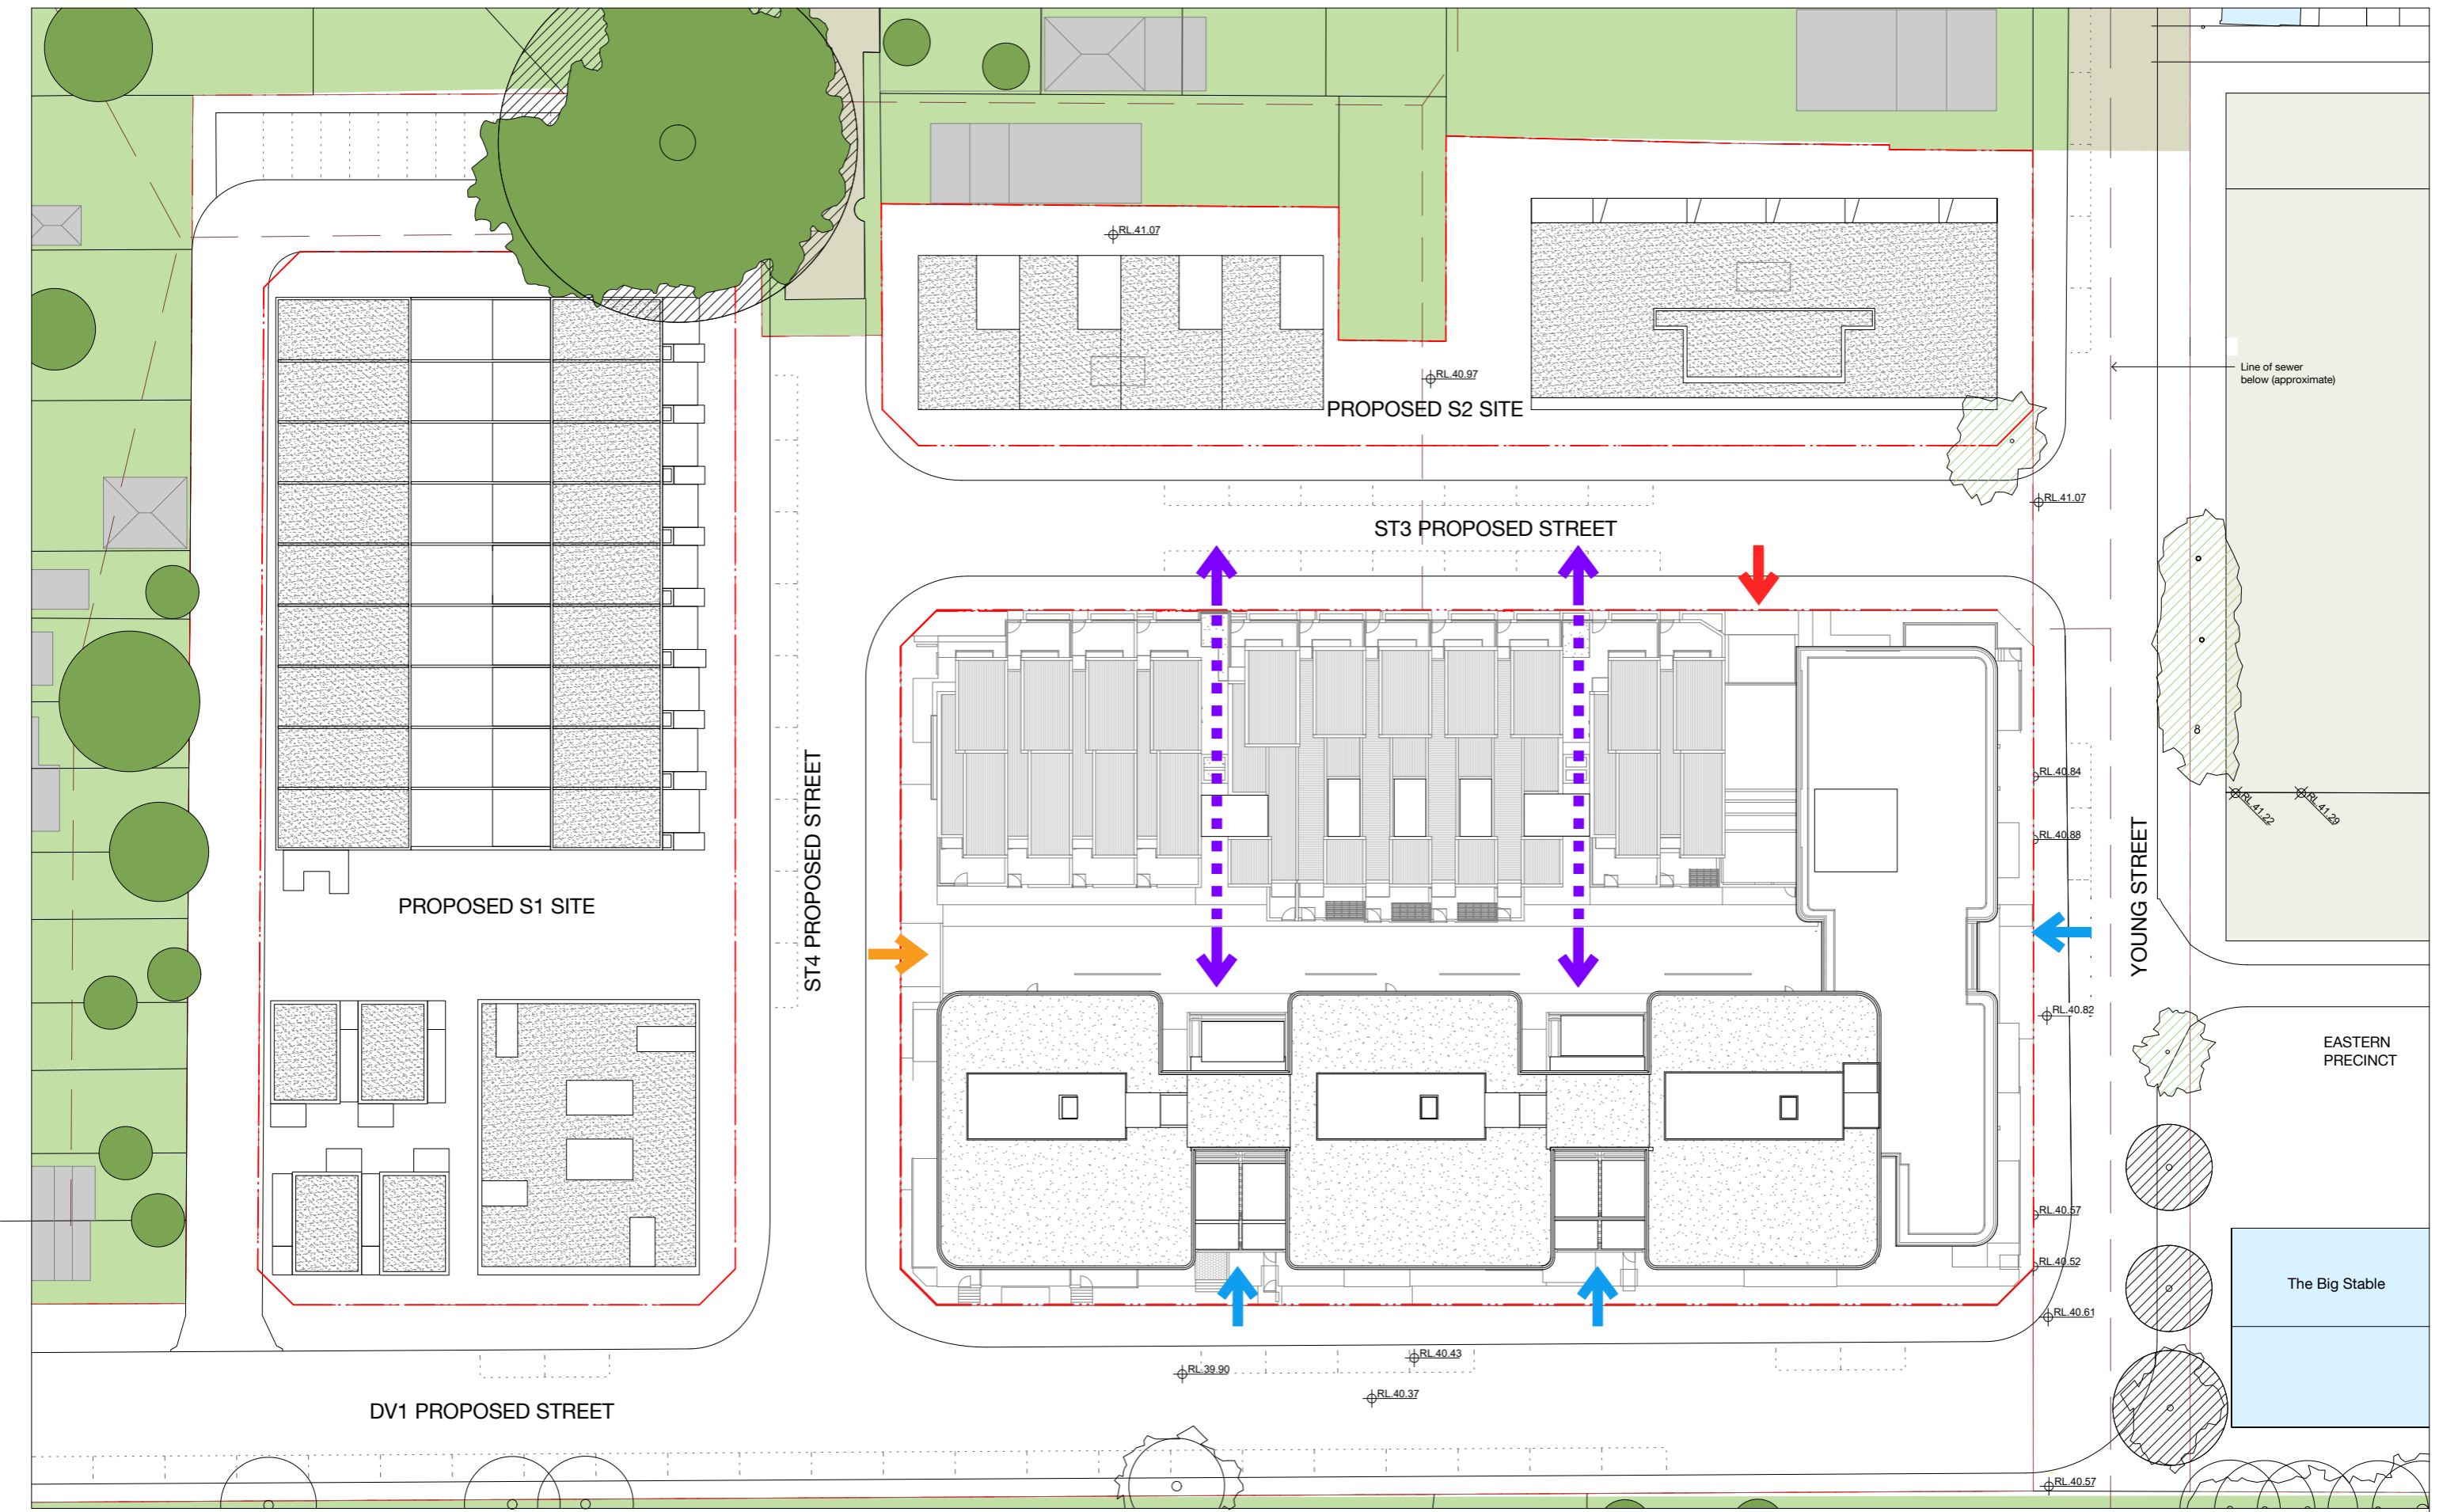 RL.41.07
Line of sewer
below (approximate)
RL.40.97
PROPOSED S2 SITE
RL.41.07
ST3 PROPOSED STREET
RL.40.84
RL.41.22
RL.41.29
8
RL.40.88
ST4 PROPOSED STREET
YOUNG STREET
PROPOSED S1 SITE
RL.40.82
EASTERN
PRECINCT
RL.40.57
RL.40.52
The Big Stable
RL.40.61
RL.40.43
RL.39.90
RL.40.37
DV1 PROPOSED STREET
RL.40.57